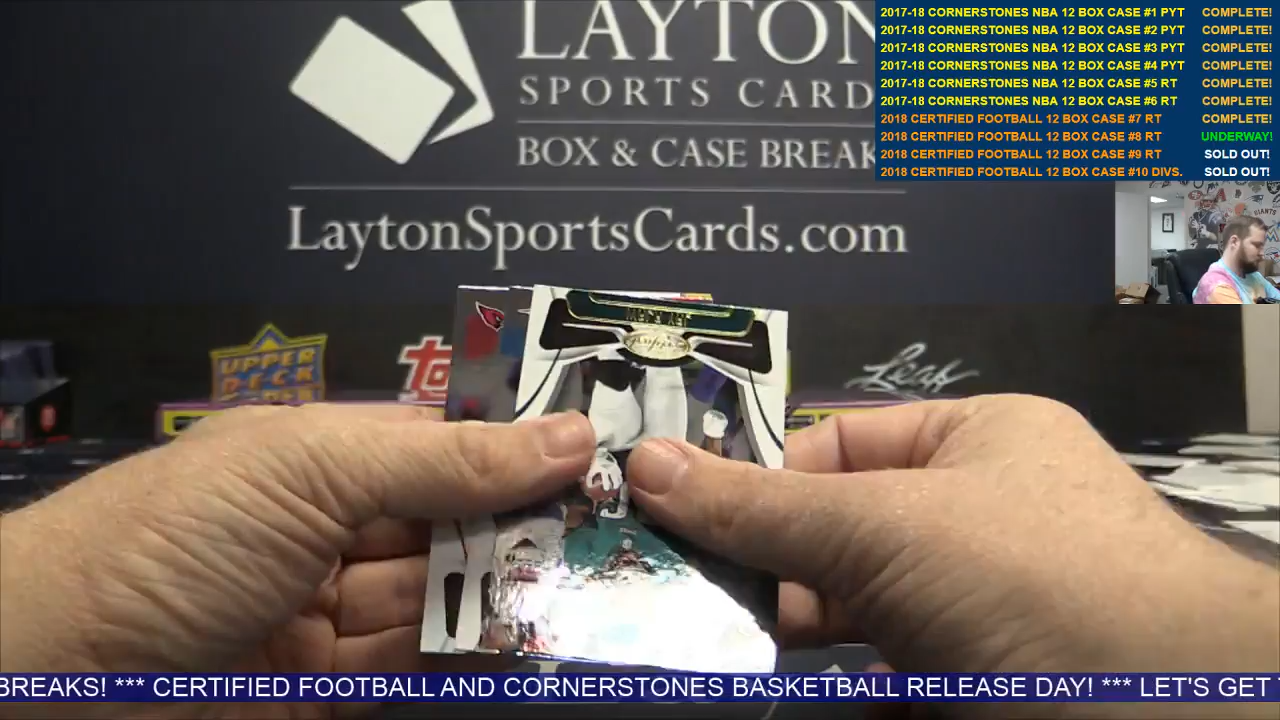 LAYTON
SPORTS CARD
BOX & CASE BREAK
LaytonSportsCards.com
2017-18 CORNERSTONES NBA 12 BOX CASE #1 PYT COMPLETE!
2017-18 CORNERSTONES NBA 12 BOX CASE #2 PYT COMPLETE!
2017-18 CORNERSTONES NBA 12 BOX CASE #3 PYT COMPLETE!
2017-18 CORNERSTONES NBA 12 BOX CASE #4 PYT COMPLETE!
2017-18 CORNERSTONES NBA 12 BOX CASE #5 RT COMPLETE!
2017-18 CORNERSTONES NBA 12 BOX CASE #6 RT COMPLETE!
2018 CERTIFIED FOOTBALL 12 BOX CASE #7 RT COMPLETE!
2018 CERTIFIED FOOTBALL 12 BOX CASE #8 RT UNDERWAY!
2018 CERTIFIED FOOTBALL 12 BOX CASE #9 RT SOLD OUT!
2018 CERTIFIED FOOTBALL 12 BOX CASE #10 DIVS. SOLD OUT!
UPPER
DECK
to
Leaf
BREAKS! *** CERTIFIED FOOTBALL AND CORNERSTONES BASKETBALL RELEASE DAY! *** LET'S GET